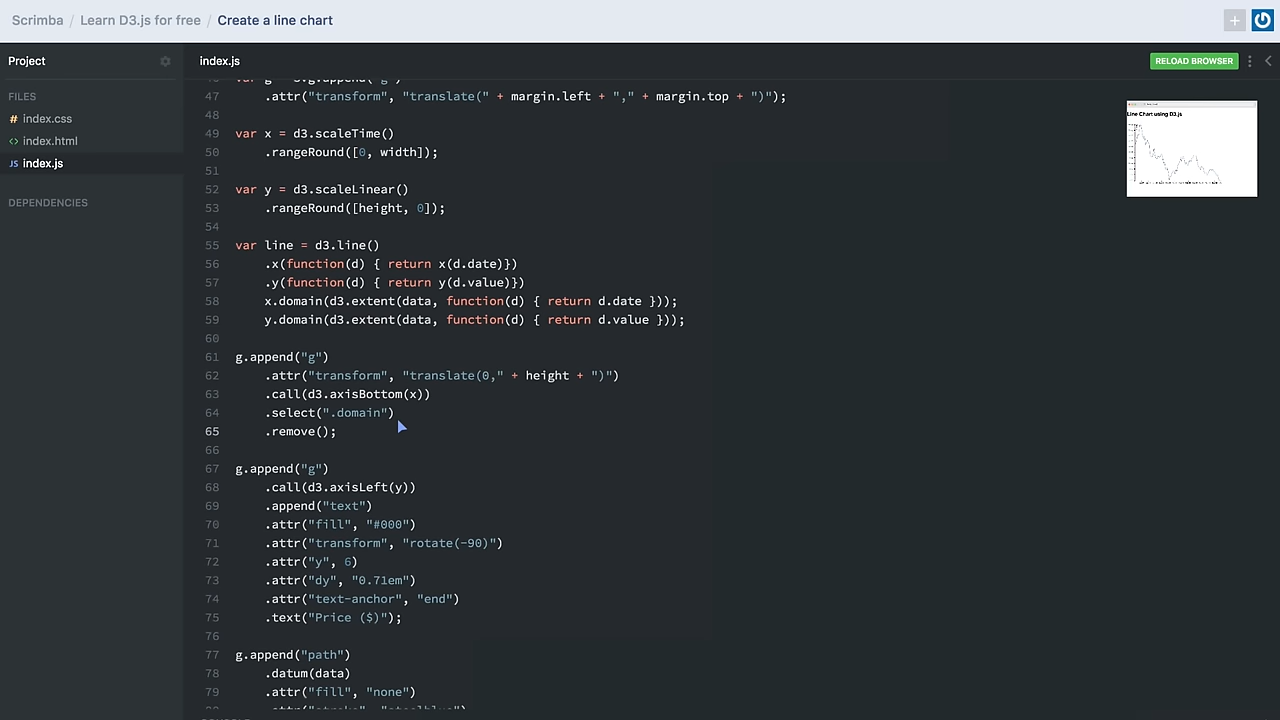 Scrimba / Learn D3.js for free / Create a line chart
Project
index.js
RELOAD BROWSER
FILES
# index.css
<> index.html
JS index.js
DEPENDENCIES
47 .attr("transform", "translate(" + margin.left + "," + margin.top + ")");
48
49 var x = d3.scaleTime()
50 .rangeRound([0, width]);
51
52 var y = d3.scaleLinear()
53 .rangeRound([height, 0]);
54
55 var line = d3.line()
56 .x(function(d) { return x(d.date)})
57 .y(function(d) { return y(d.value)})
58 x.domain(d3.extent(data, function(d) { return d.date }));
59 y.domain(d3.extent(data, function(d) { return d.value }));
60
61 g.append("g")
62 .attr("transform", "translate(0," + height + ")")
63 .call(d3.axisBottom(x))
64 .select(".domain")
65 .remove();
66
67 g.append("g")
68 .call(d3.axisLeft(y))
69 .append("text")
70 .attr("fill", "#000")
71 .attr("transform", "rotate(-90)")
72 .attr("y", 6)
73 .attr("dy", "0.71em")
74 .attr("text-anchor", "end")
75 .text("Price ($)");
76
77 g.append("path")
78 .datum(data)
79 .attr("fill", "none")
Line Chart using D3.js